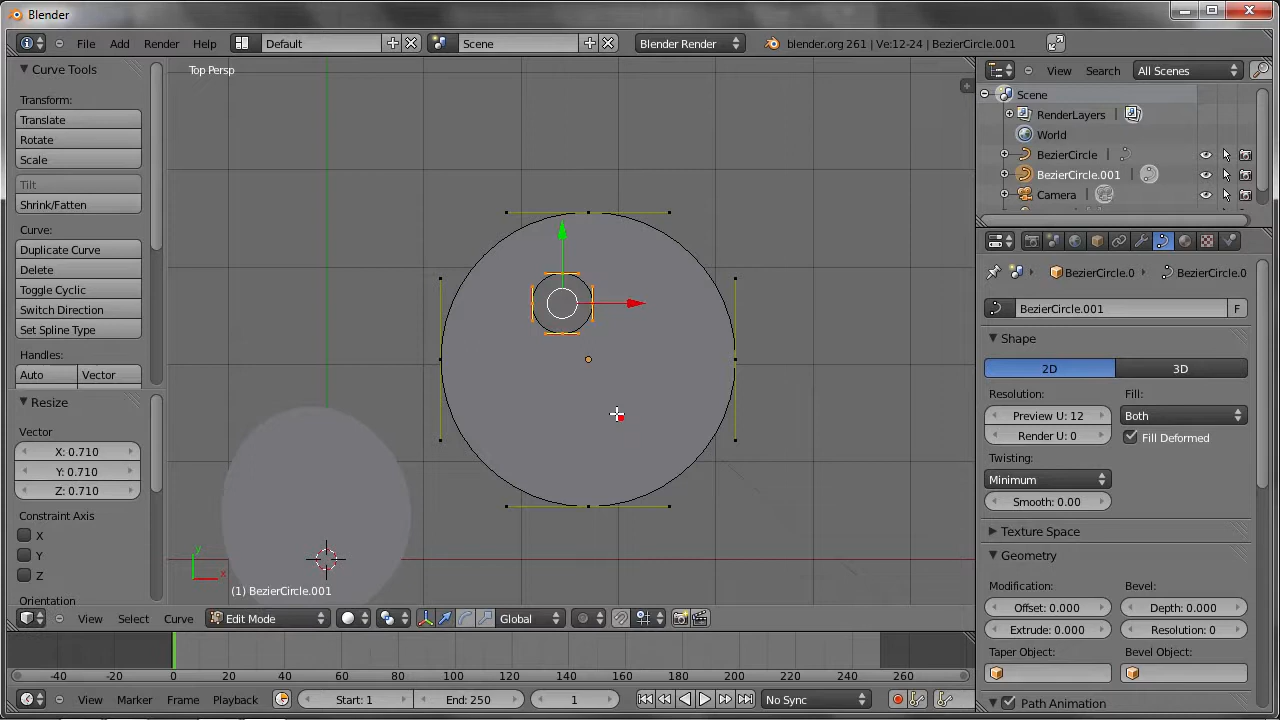 Blender
File Add Render Help Default Scene Blender Render blender.org 261 | Ve:12-24 | BezierCircle.001
Curve Tools
Transform:
Translate
Rotate
Scale
Tilt
Shrink/Fatten
Curve:
Duplicate Curve
Delete
Toggle Cyclic
Switch Direction
Set Spline Type
Handles:
Auto Vector
Resize
Vector
X: 0.710
Y: 0.710
Z: 0.710
Constraint Axis
X
Y
Z
Orientation
Top Persp
y
x
(1) BezierCircle.001
View Select Curve Edit Mode Global
-40 -20 0 20 40 60 80 100 120 140 160 180 200 220 240 260
View Marker Frame Playback Start: 1 End: 250 1 No Sync
View Search All Scenes
Scene
RenderLayers
World
BezierCircle
BezierCircle.001
Camera
BezierCircle.0 BezierCircle.0
BezierCircle.001 F
Shape
2D 3D
Resolution: Fill:
Preview U: 12 Both
Render U: 0 Fill Deformed
Twisting:
Minimum
Smooth: 0.00
Texture Space
Geometry
Modification: Bevel:
Offset: 0.000 Depth: 0.000
Extrude: 0.000 Resolution: 0
Taper Object: Bevel Object:
Path Animation